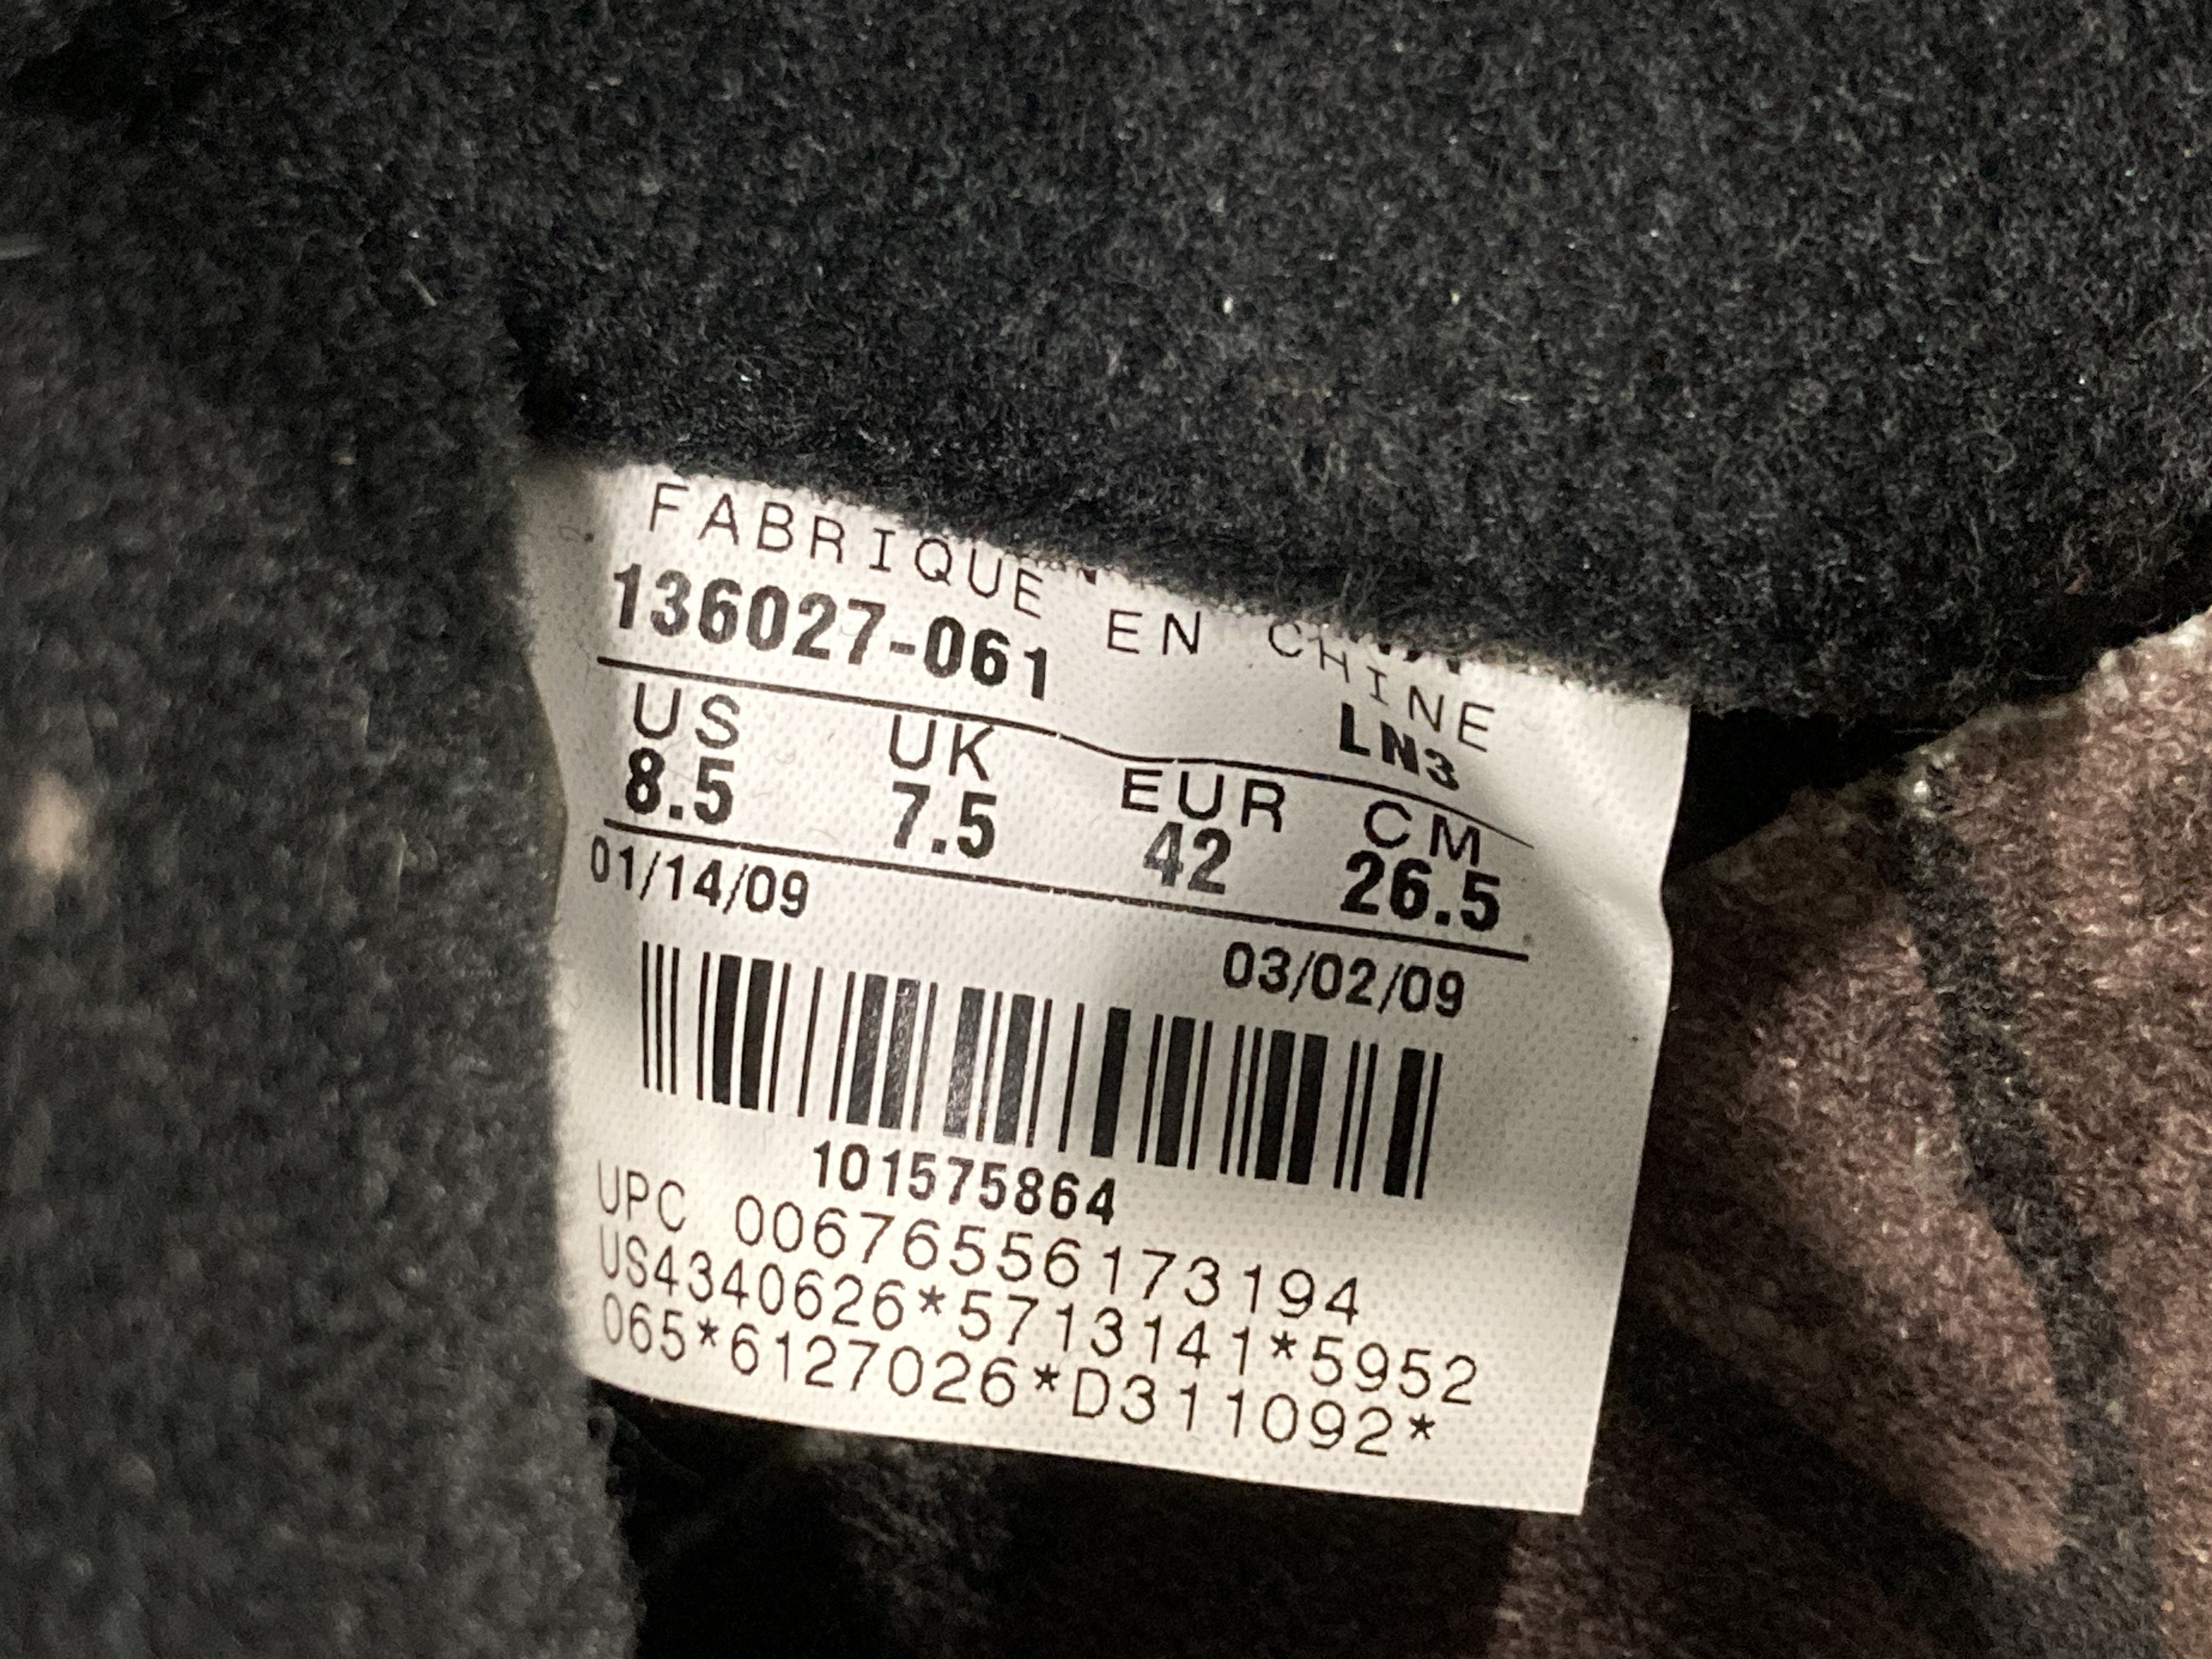 FABRIQUE EN CHINE
136027-061 LN3
US UK EUR CM
8.5 7.5 42 26.5
01/14/09 03/02/09
101575864
UPC 00676556173194
US4340626*5713141*5952
065*6127026*D311092*